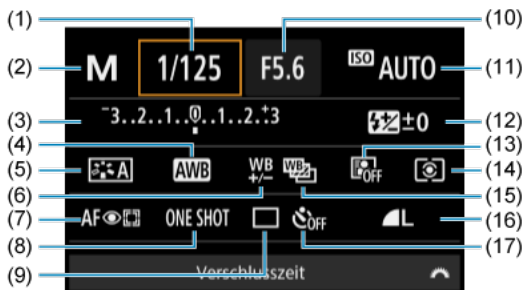 (1) (10)
(2) M 1/125 F5.6 ISO AUTO (11)
(3) -3..2..1..0..1..2..+3 ±0 (12)
(4) (13)
(5) A AWB WB +/- WB OFF (14)
(6) (15)
(7) AF ONE SHOT OFF L (16)
(8) (17)
(9) Verschlusszeit